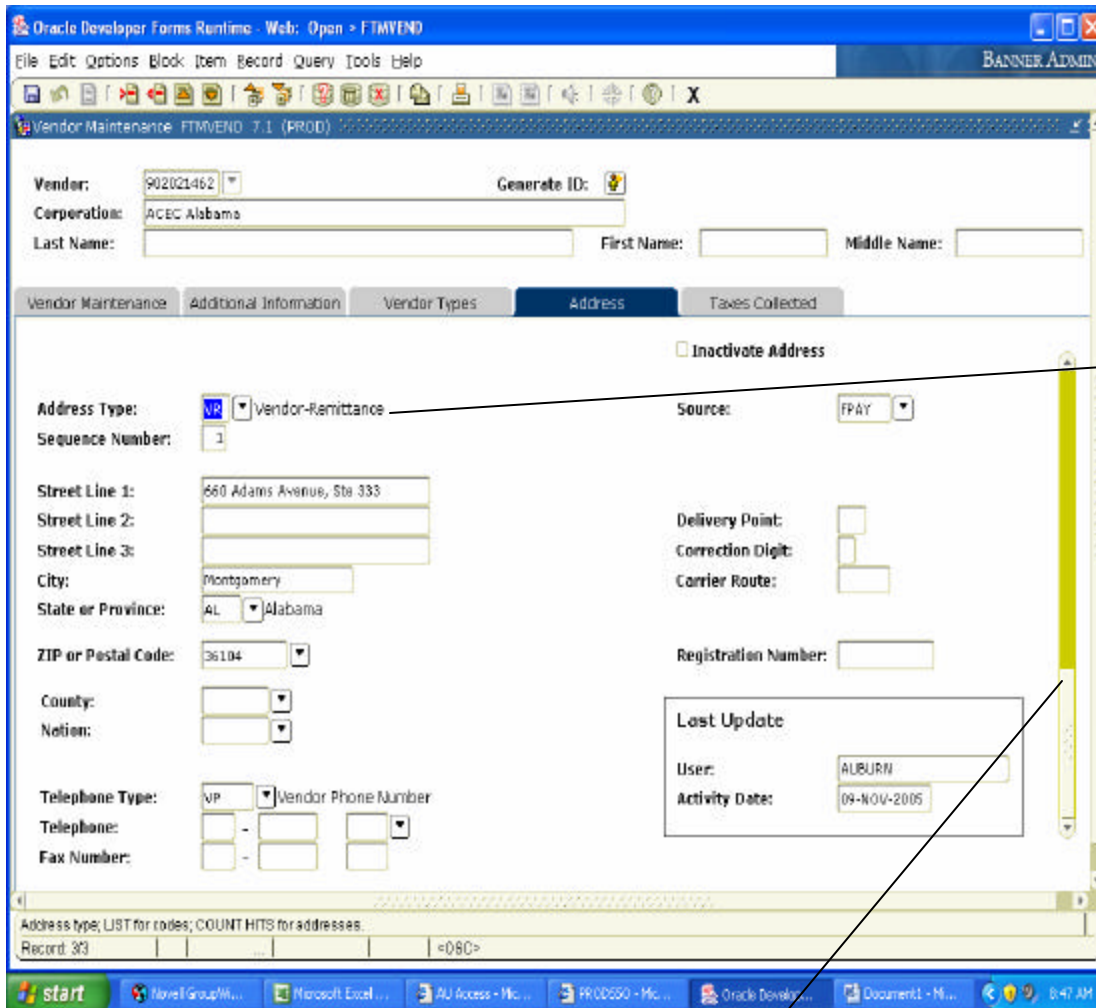 Oracle Developer Forms Runtime - Web: Open > FTMVEND
File Edit Options Block Item Record Query Tools Help
BANNER ADMIN
X
Vendor Maintenance FTMVEND 7.1 (PROD)
Vendor: 902021462 Generate ID:
Corporation: ACEC Alabama
Last Name: First Name: Middle Name:
Vendor Maintenance Additional Information Vendor Types Address Taxes Collected
Inactivate Address
Address Type: VR Vendor-Remittance Source: FPAY
Sequence Number: 1
Street Line 1: 660 Adams Avenue, Ste 333
Street Line 2: Delivery Point:
Street Line 3: Correction Digit:
City: Montgomery Carrier Route:
State or Province: AL Alabama
ZIP or Postal Code: 36104 Registration Number:
County:
Nation:
Last Update
User: AUBURN
Telephone Type: VP Vendor Phone Number Activity Date: 09-NOV-2005
Telephone: -
Fax Number: -
Address type; LIST for codes; COUNT HITS for addresses.
Record: 3/3 ... <OSC>
start Novell GroupWi... Microsoft Excel ... AU Access - Mic... PROD550 - Mic... Oracle Develop... Document1 - M... 8:47 AM